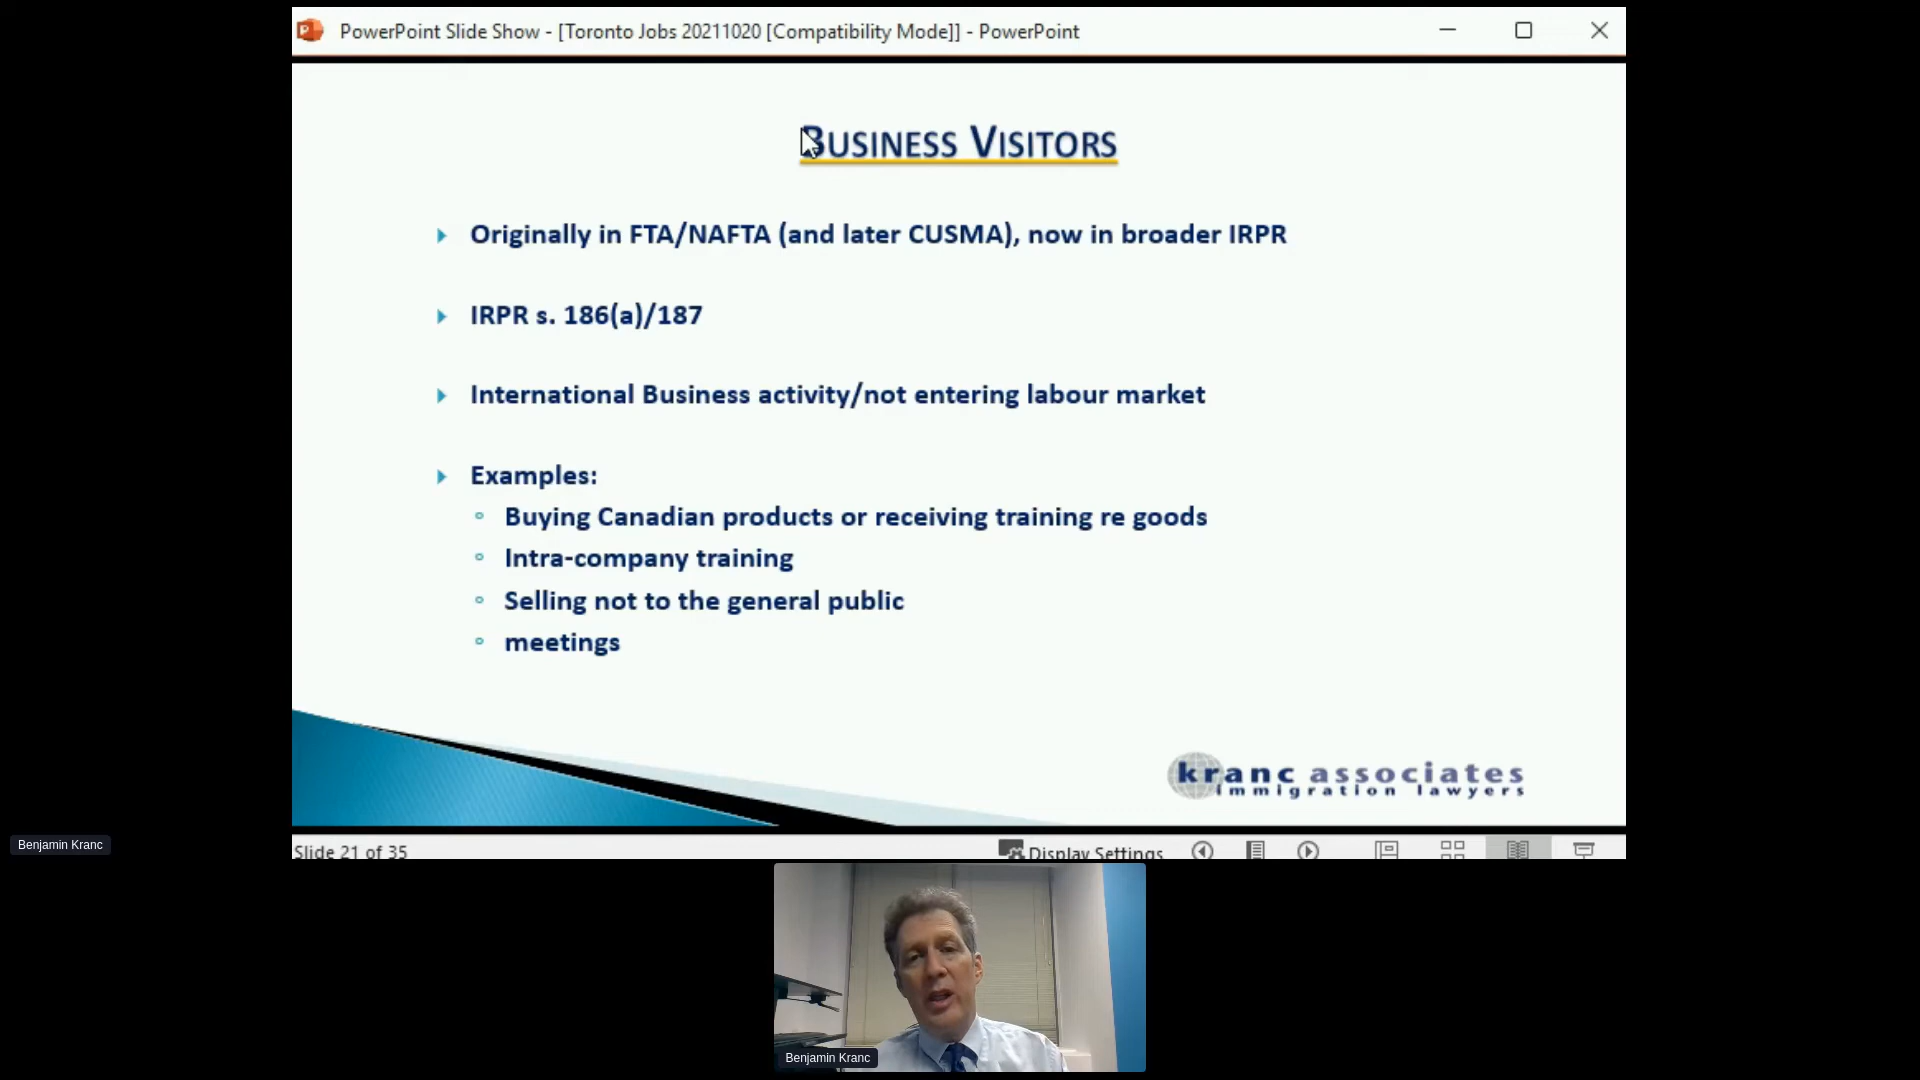 PowerPoint Slide Show - [Toronto Jobs 20211020 [Compatibility Mode]] - PowerPoint
BUSINESS VISITORS
Originally in FTA/NAFTA (and later CUSMA), now in broader IRPR
IRPR s. 186(a)/187
International Business activity/not entering labour market
Examples:
Buying Canadian products or receiving training re goods
Intra-company training
Selling not to the general public
meetings
kranc associates
immigration lawyers
Slide 21 of 35
Display Settings
Benjamin Kranc
Benjamin Kranc